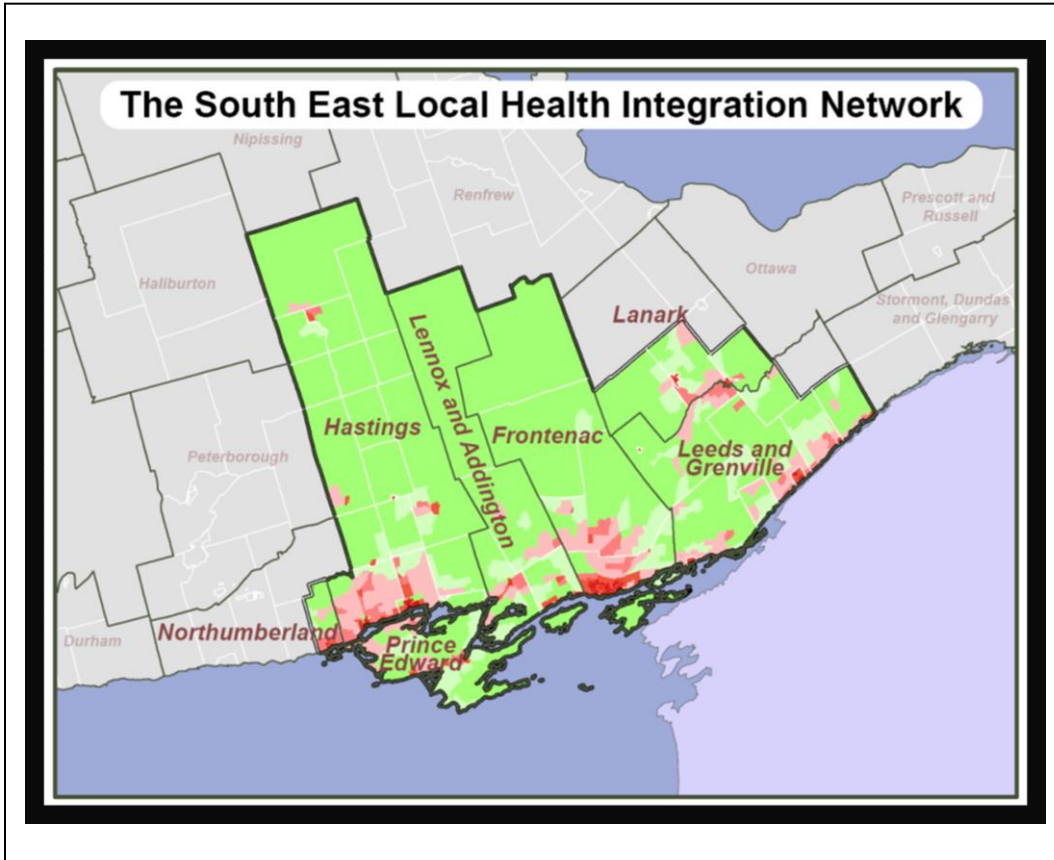 The South East Local Health Integration Network
Nipissing
Renfrew
Prescott and
Russell
Haliburton
Ottawa
Stormont, Dundas
and Glengarry
Lanark
Lennox and Addington
Hastings
Frontenac
Peterborough
Leeds and
Grenville
Durham
Northumberland
Prince
Edward